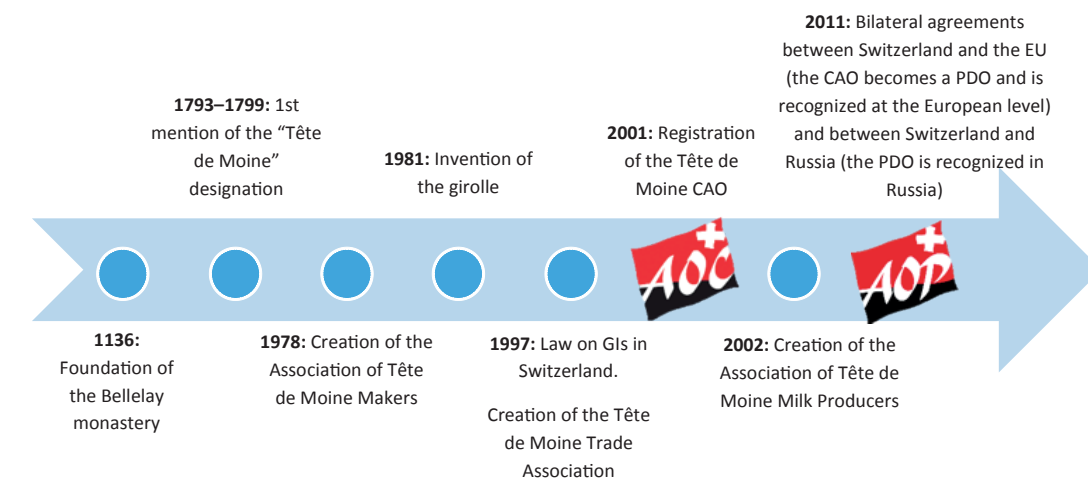 1136:
Foundation of
the Bellelay
monastery
1793–1799: 1st
mention of the “Tête
de Moine”
designation
1978: Creation of the
Association of Tête
de Moine Makers
1981: Invention of
the girolle
1997: Law on GIs in
Switzerland.
Creation of the Tête
de Moine Trade
Association
2001: Registration
of the Tête de
Moine CAO
AOC
2002: Creation of the
Association of Tête de
Moine Milk Producers
2011: Bilateral agreements
between Switzerland and the EU
(the CAO becomes a PDO and is
recognized at the European level)
and between Switzerland and
Russia (the PDO is recognized in
Russia)
AOP